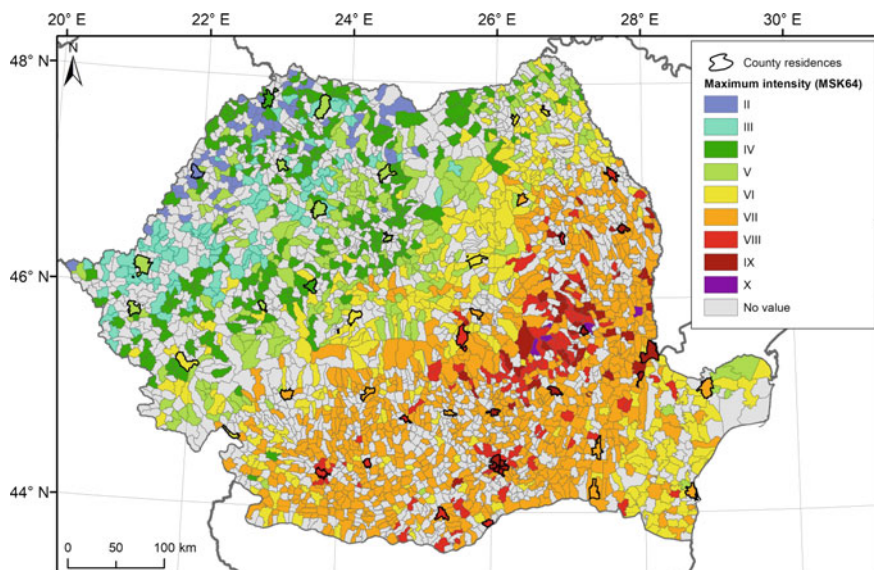 20° E 22° E 24° E 26° E 28° E 30° E
48° N
46° N
44° N
N
County residences
Maximum intensity (MSK64)
II
III
IV
V
VI
VII
VIII
IX
X
No value
0 50 100 km